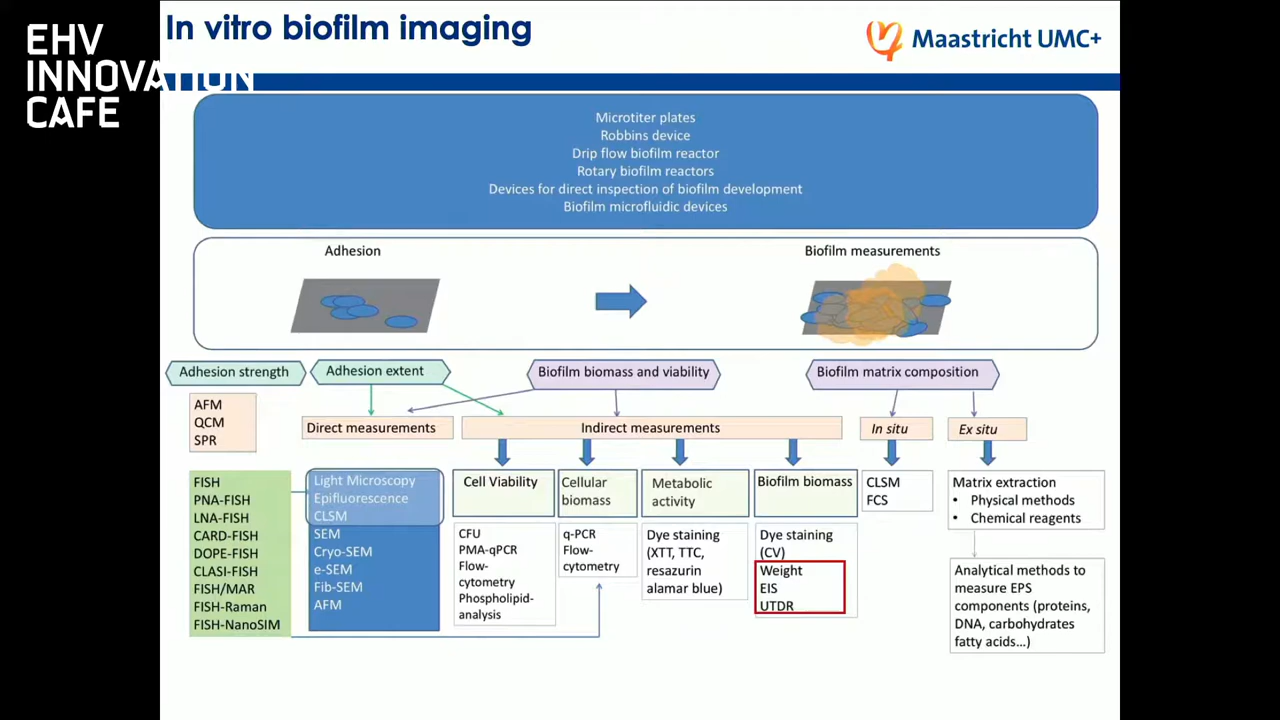 In vitro biofilm imaging
Maastricht UMC+
EHV
INNOVATION
CAFE
Microtiter plates
Robbins device
Drip flow biofilm reactor
Rotary biofilm reactors
Devices for direct inspection of biofilm development
Biofilm microfluidic devices
Adhesion
Biofilm measurements
Adhesion strength
Adhesion extent
Biofilm biomass and viability
Biofilm matrix composition
AFM
QCM
SPR
Direct measurements
Indirect measurements
In situ
Ex situ
FISH
PNA-FISH
LNA-FISH
CARD-FISH
DOPE-FISH
CLASI-FISH
FISH/MAR
FISH-Raman
FISH-NanoSIM
Light Microscopy
Epifluorescence
CLSM
SEM
Cryo-SEM
e-SEM
Fib-SEM
AFM
Cell Viability
CFU
PMA-qPCR
Flow-
cytometry
Phospholipid-
analysis
Cellular
biomass
q-PCR
Flow-
cytometry
Metabolic
activity
Dye staining
(XTT, TTC,
resazurin
alamar blue)
Biofilm biomass
Dye staining
(CV)
Weight
EIS
UTDR
CLSM
FCS
Matrix extraction
• Physical methods
• Chemical reagents
Analytical methods to
measure EPS
components (proteins,
DNA, carbohydrates
fatty acids…)